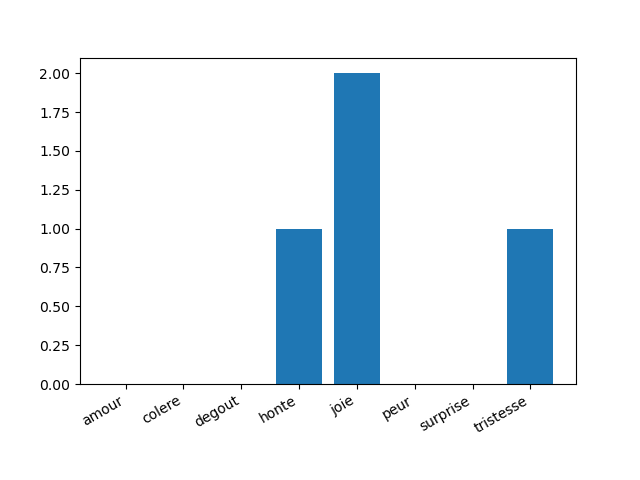 2.00
1.75
1.50
1.25
1.00
0.75
0.50
0.25
0.00
amour
colere
degout
honte
joie
peur
surprise
tristesse